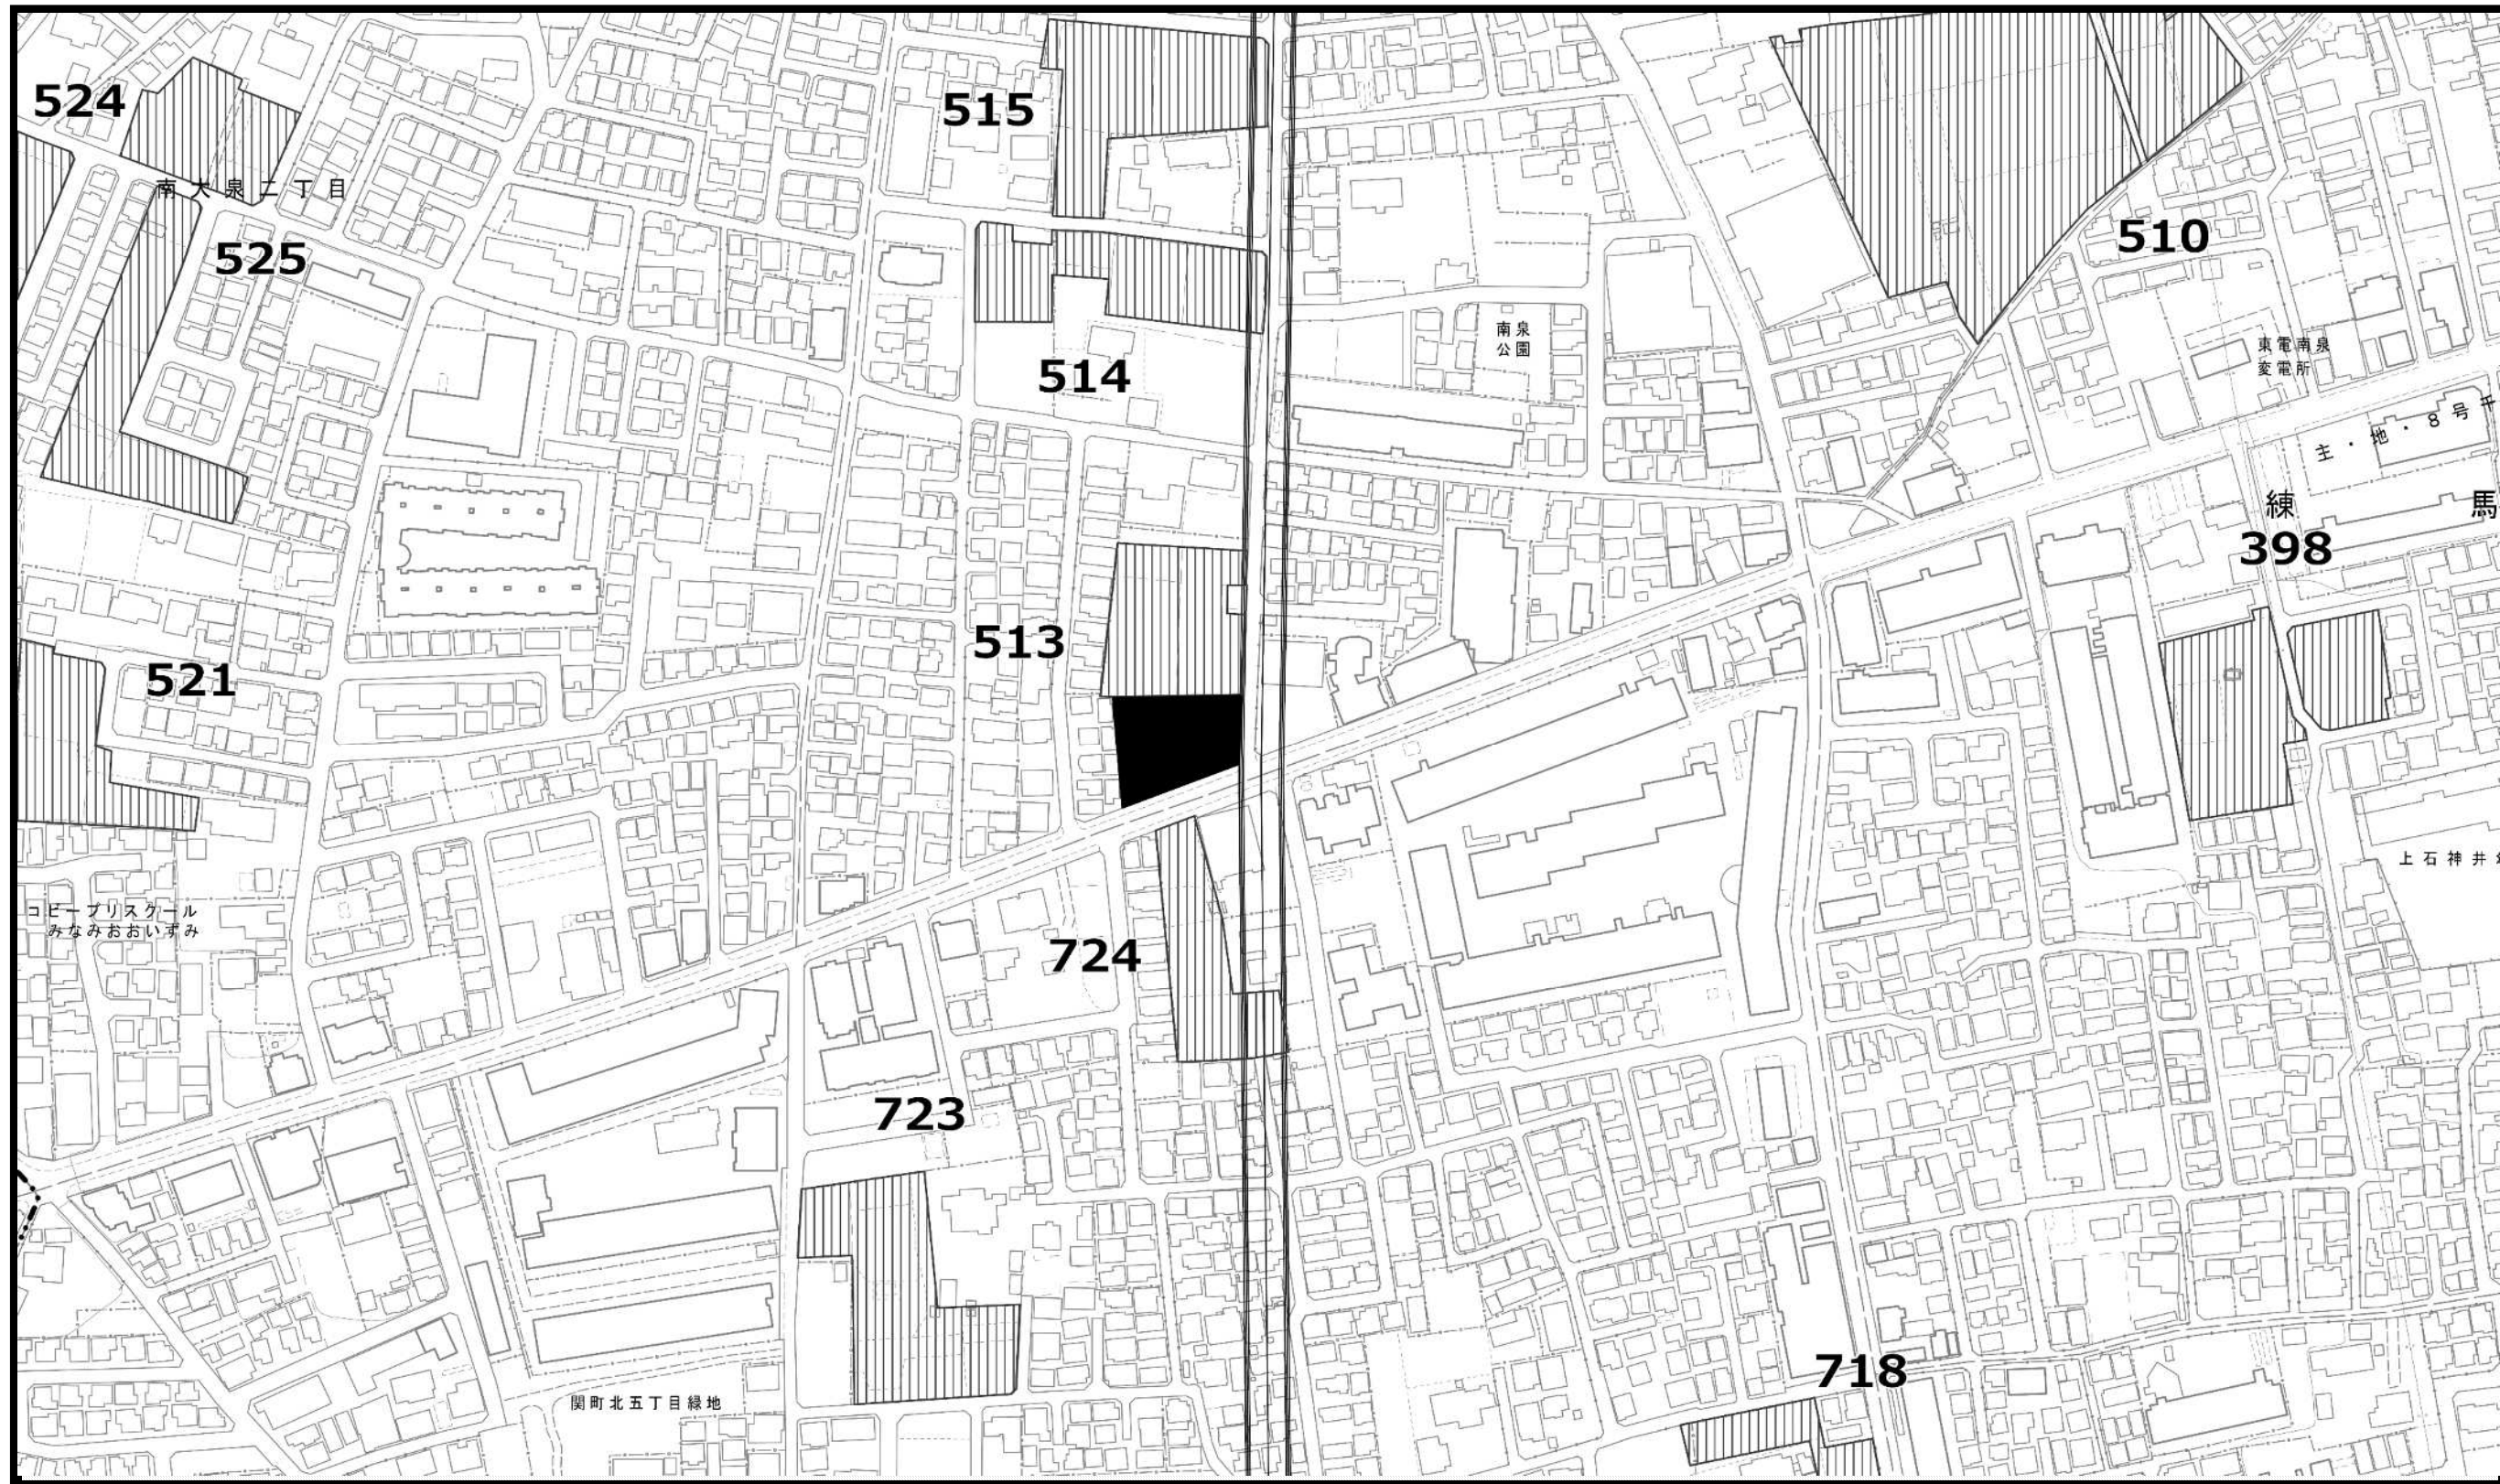 524
515
南大泉二丁目
525
510
南泉
公園
東電南泉
変電所
514
主・地・8号千
練馬
398
513
521
上石神井
コピープリスクール
みなみおおいずみ
724
723
718
関町北五丁目緑地